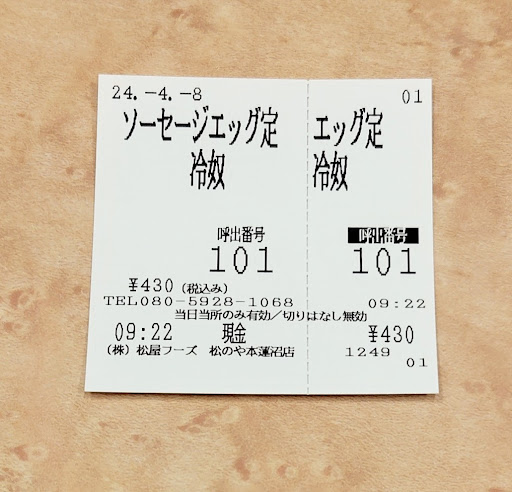 24.-4.-8 01
ソーセージエッグ定 エッグ定
冷奴 冷奴
呼出番号 呼出番号
101 101
¥430(税込み)
TEL080-5928-1068 09:22
当日当所のみ有効/切りはなし無効
09:22 現金 ¥430
(株)松屋フーズ 松のや本蓮沼店 1249
01